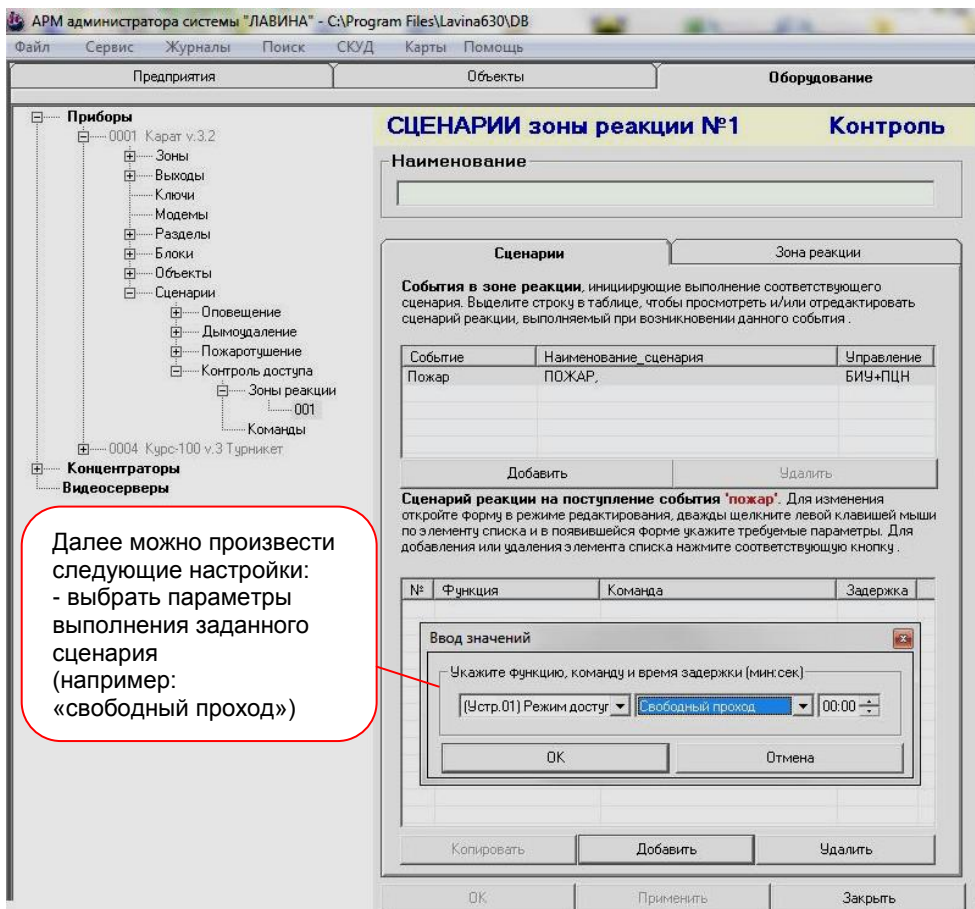 АРМ администратора системы "ЛАВИНА" - C:\Program Files\Lavina630\DB
Файл Сервис Журналы Поиск СКУД Карты Помощь
Предприятия Объекты Оборудование
Приборы
0001 Карат v.3.2
Зоны
Выходы
Ключи
Модемы
Разделы
Блоки
Объекты
Сценарии
Оповещение
Дымоудаление
Пожаротушение
Контроль доступа
Зоны реакции
001
Команды
0004 Курс-100 v.3 Турникет
Концентраторы
Видеосерверы
Далее можно произвести
следующие настройки:
- выбрать параметры
выполнения заданного
сценария
(например:
«свободный проход»)
СЦЕНАРИИ зоны реакции №1 Контроль
Наименование
Сценарии Зона реакции
События в зоне реакции, инициирующие выполнение соответствующего
сценария. Выделите строку в таблице, чтобы просмотреть и/или отредактировать
сценарий реакции, выполняемый при возникновении данного события .
Событие Наименование_сценария Управление
Пожар ПОЖАР, БИУ+ПЦН
Добавить Удалить
Сценарий реакции на поступление события 'пожар'. Для изменения
откройте форму в режиме редактирования, дважды щелкните левой клавишей мыши
по элементу списка и в появившейся форме укажите требуемые параметры. Для
добавления или удаления элемента списка нажмите соответствующую кнопку .
№ Функция Команда Задержка
Ввод значений
Укажите функцию, команду и время задержки (мин:сек)
(Устр.01) Режим доступ Свободный проход 00:00
OK Отмена
Копировать Добавить Удалить
OK Применить Закрыть